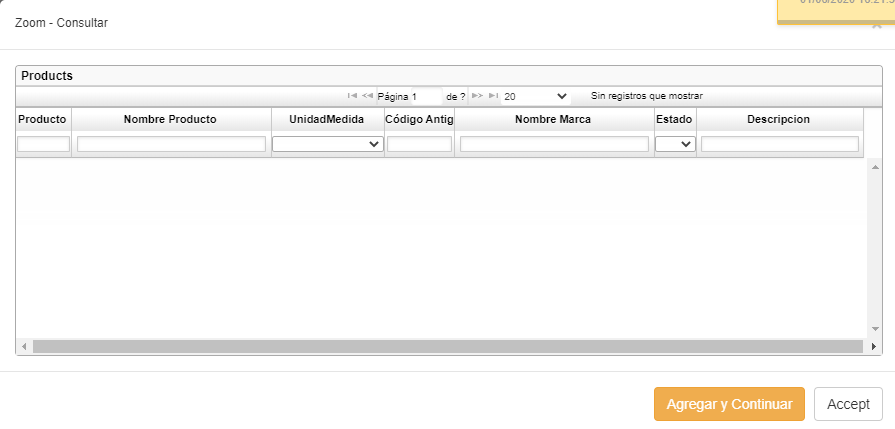 Zoom - Consultar
Products
Página 1 de ? 20 Sin registros que mostrar
Producto Nombre Producto UnidadMedida Código Antig Nombre Marca Estado Descripcion
Agregar y Continuar Accept